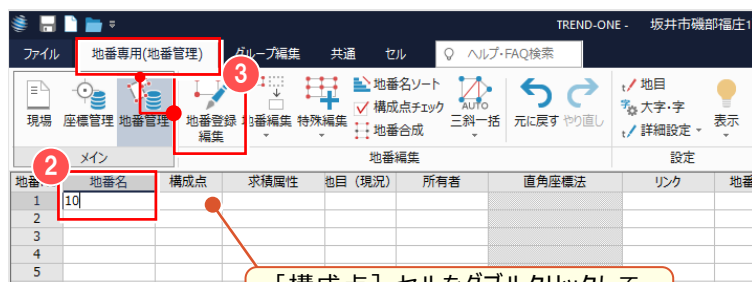 TREND-ONE - 坂井市磯部福庄1
ファイル 地番専用(地番管理) グループ編集 共通 セル ヘルプ・FAQ検索
3
現場 座標管理 地番管理 地番登録編集 地番編集 特殊編集 地番名ソート 構成点チェック 地番合成 AUTO 三斜一括 元に戻す やり直し 地目 大字・字 詳細設定 表示
メイン 地番編集 設定
2
地番名 構成点 求積属性 地目(現況) 所有者 直角座標法 リンク 地番
1 10
2
3
4
5
[構成点]セルをダブルクリックして